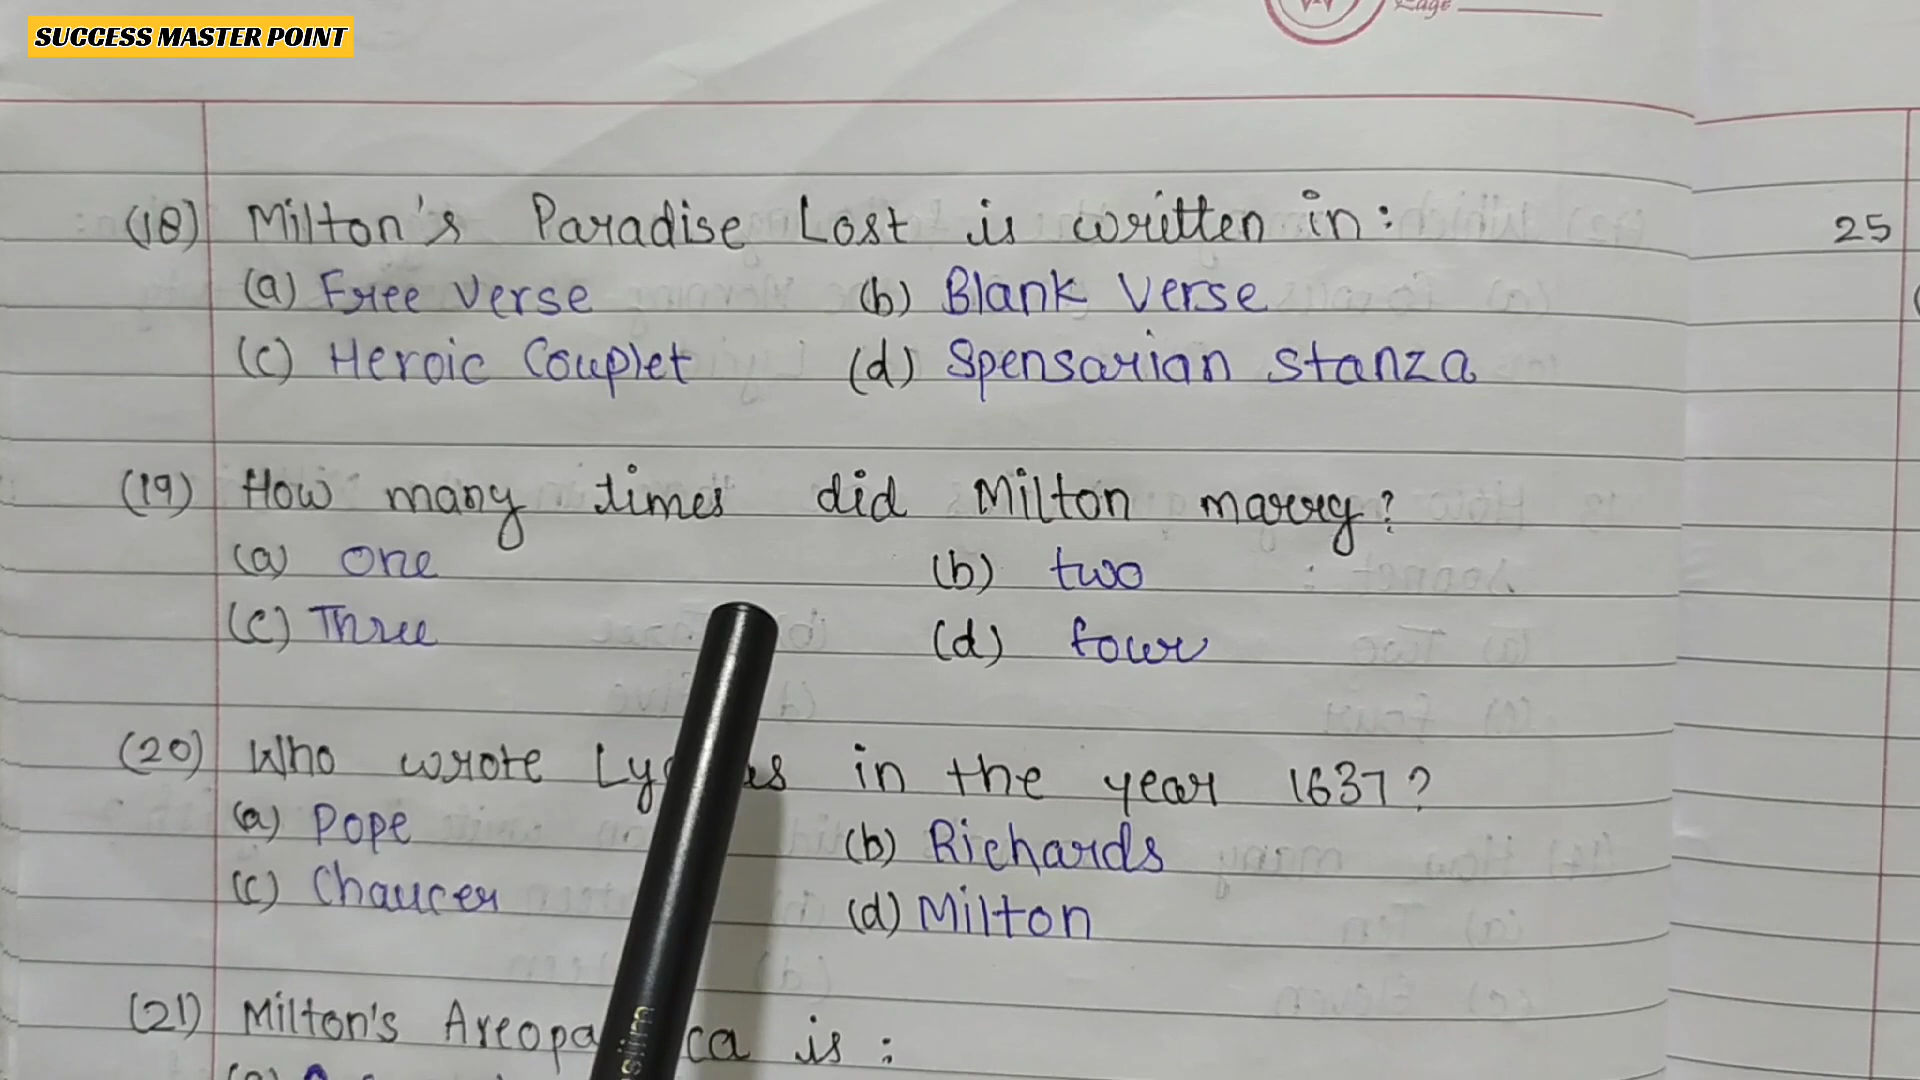 SUCCESS MASTER POINT
Page
25
(18) Milton's Paradise Lost is written in:
(a) Free Verse (b) Blank Verse
(c) Heroic Couplet (d) Spensarian Stanza
(19) How many times did Milton marry?
(a) one (b) two
(c) Three (d) four
(20) Who wrote in the year 1637?
(a) Pope (b) Richards
(c) Chaucer (d) Milton
(21) Milton's is: